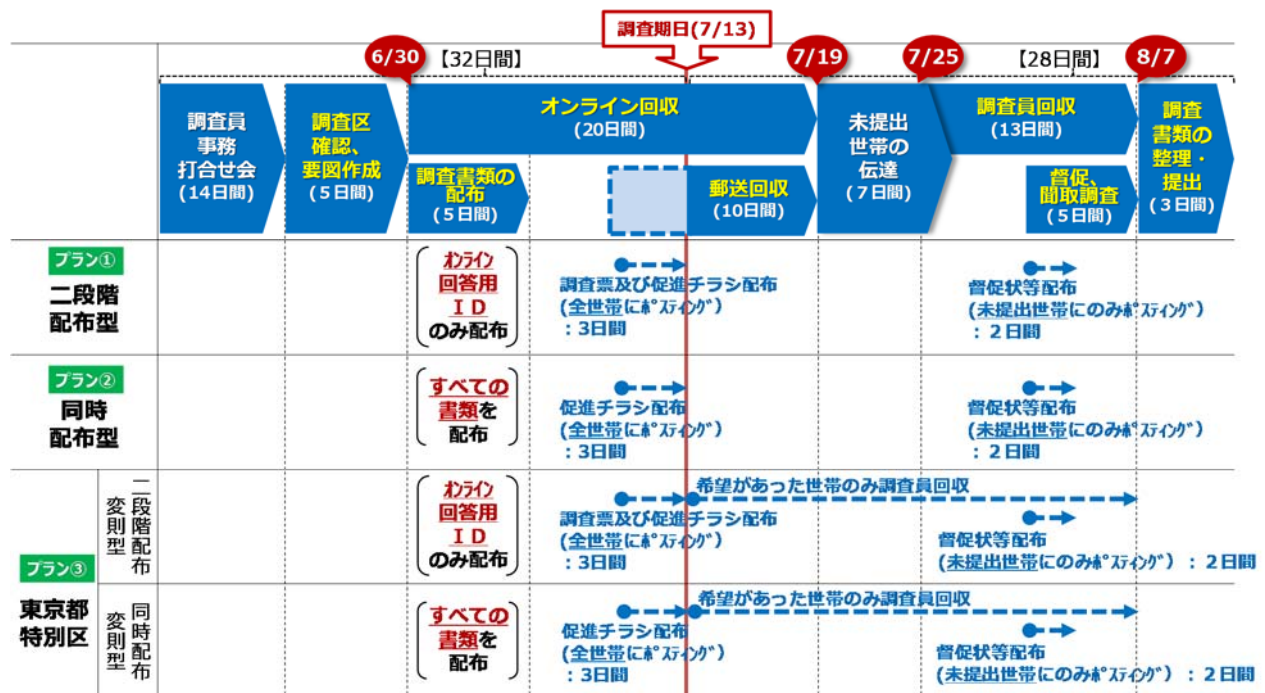 調査期日(7/13)
6/30
【32日間】
7/19
7/25
【28日間】
8/7
調査員
事務
打合せ会
(14日間)
調査区
確認、
要図作成
(5日間)
オンライン回収
(20日間)
調査書類の
配布
(5日間)
郵送回収
(10日間)
未提出
世帯の
伝達
(7日間)
調査員回収
(13日間)
督促、
聞取調査
(5日間)
調査
書類の
整理・
提出
(3日間)
プラン①
二段階
配布型
オンライン
回答用
ID
のみ配布
調査票及び促進チラシ配布
(全世帯にポスティング)
:3日間
督促状等配布
(未提出世帯にのみポスティング)
:2日間
プラン②
同時
配布型
すべての
書類を
配布
促進チラシ配布
(全世帯にポスティング)
:3日間
督促状等配布
(未提出世帯にのみポスティング)
:2日間
プラン③
東京都
特別区
二段階配布
変則型
オンライン
回答用
ID
のみ配布
調査票及び促進チラシ配布
(全世帯にポスティング)
:3日間
希望があった世帯のみ調査員回収
督促状等配布
(未提出世帯にのみポスティング):2日間
同時配布
変則型
すべての
書類を
配布
促進チラシ配布
(全世帯にポスティング)
:3日間
希望があった世帯のみ調査員回収
督促状等配布
(未提出世帯にのみポスティング):2日間